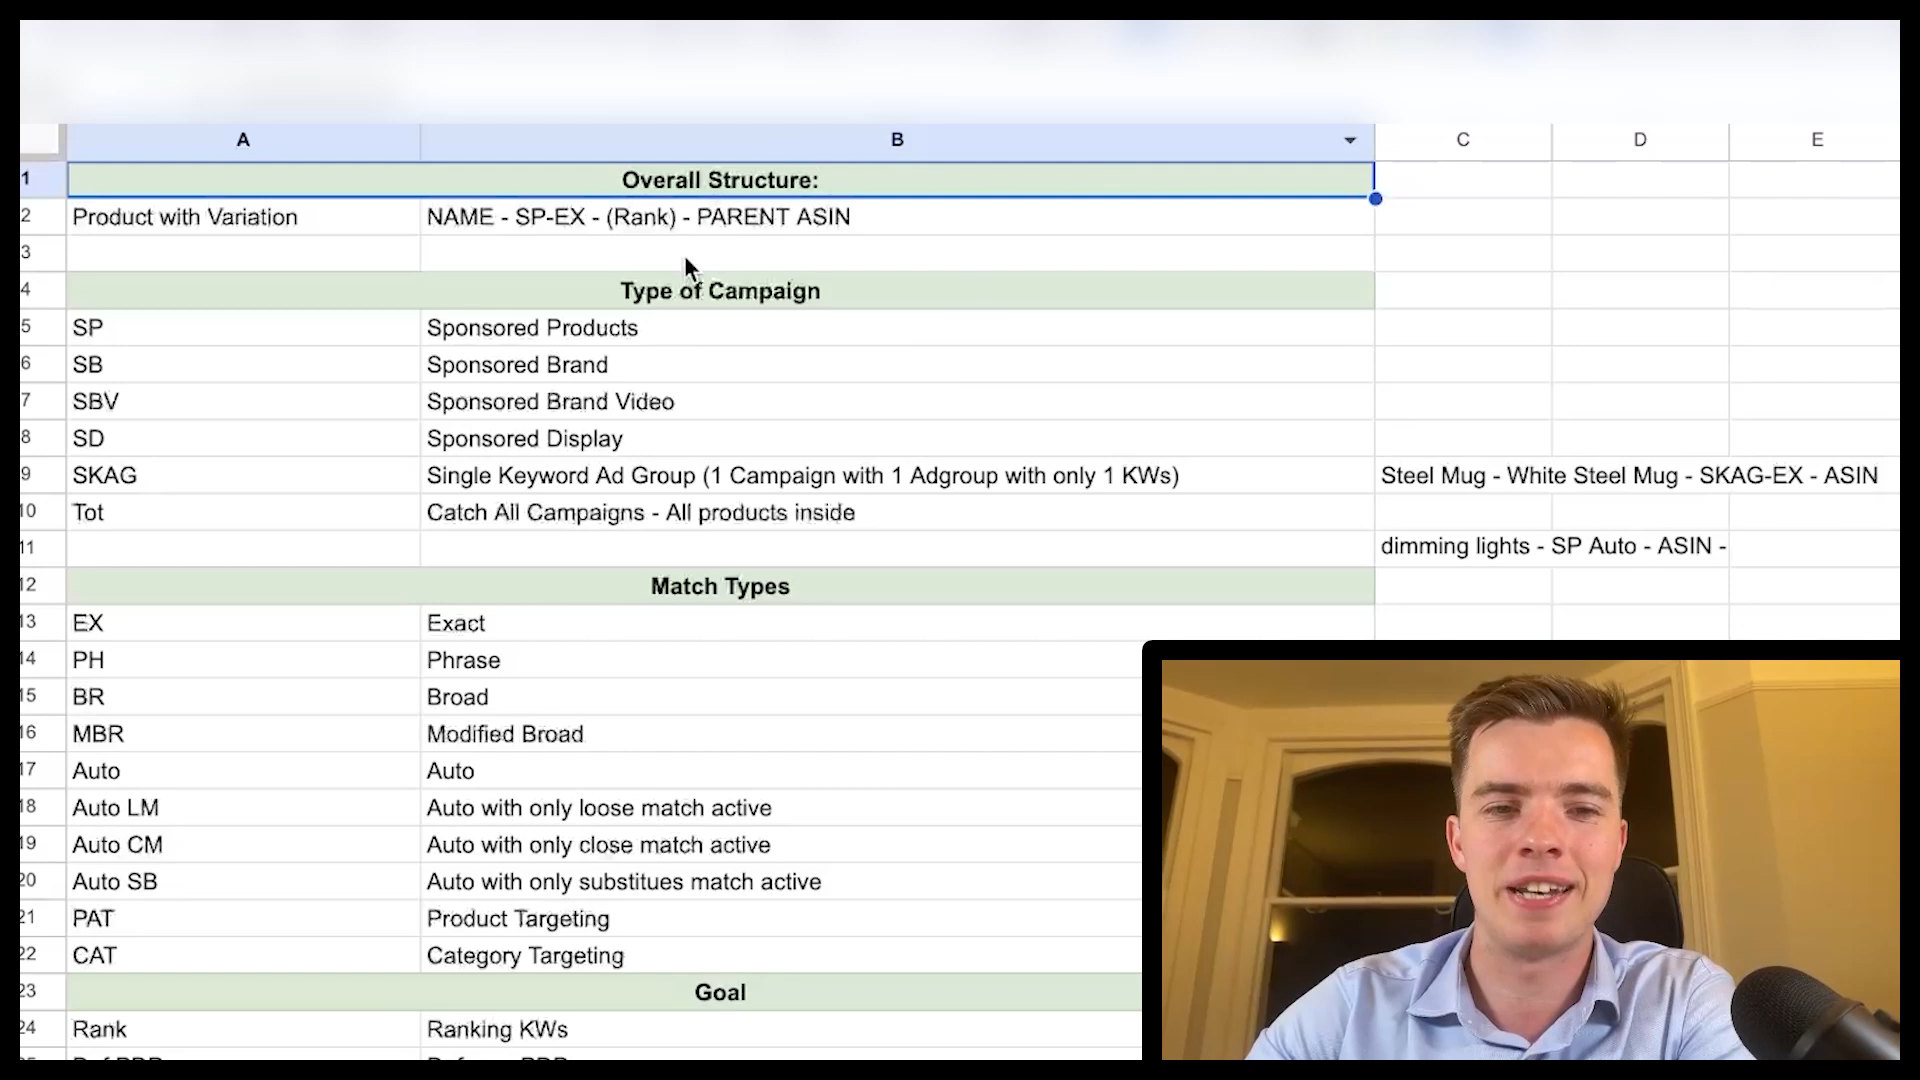 A B C D E
1 Overall Structure:
2 Product with Variation NAME - SP-EX - (Rank) - PARENT ASIN
3
4 Type of Campaign
5 SP Sponsored Products
6 SB Sponsored Brand
7 SBV Sponsored Brand Video
8 SD Sponsored Display
9 SKAG Single Keyword Ad Group (1 Campaign with 1 Adgroup with only 1 KWs) Steel Mug - White Steel Mug - SKAG-EX - ASIN
10 Tot Catch All Campaigns - All products inside
11 dimming lights - SP Auto - ASIN -
12 Match Types
13 EX Exact
14 PH Phrase
15 BR Broad
16 MBR Modified Broad
17 Auto Auto
18 Auto LM Auto with only loose match active
19 Auto CM Auto with only close match active
20 Auto SB Auto with only substitues match active
21 PAT Product Targeting
22 CAT Category Targeting
23 Goal
24 Rank Ranking KWs